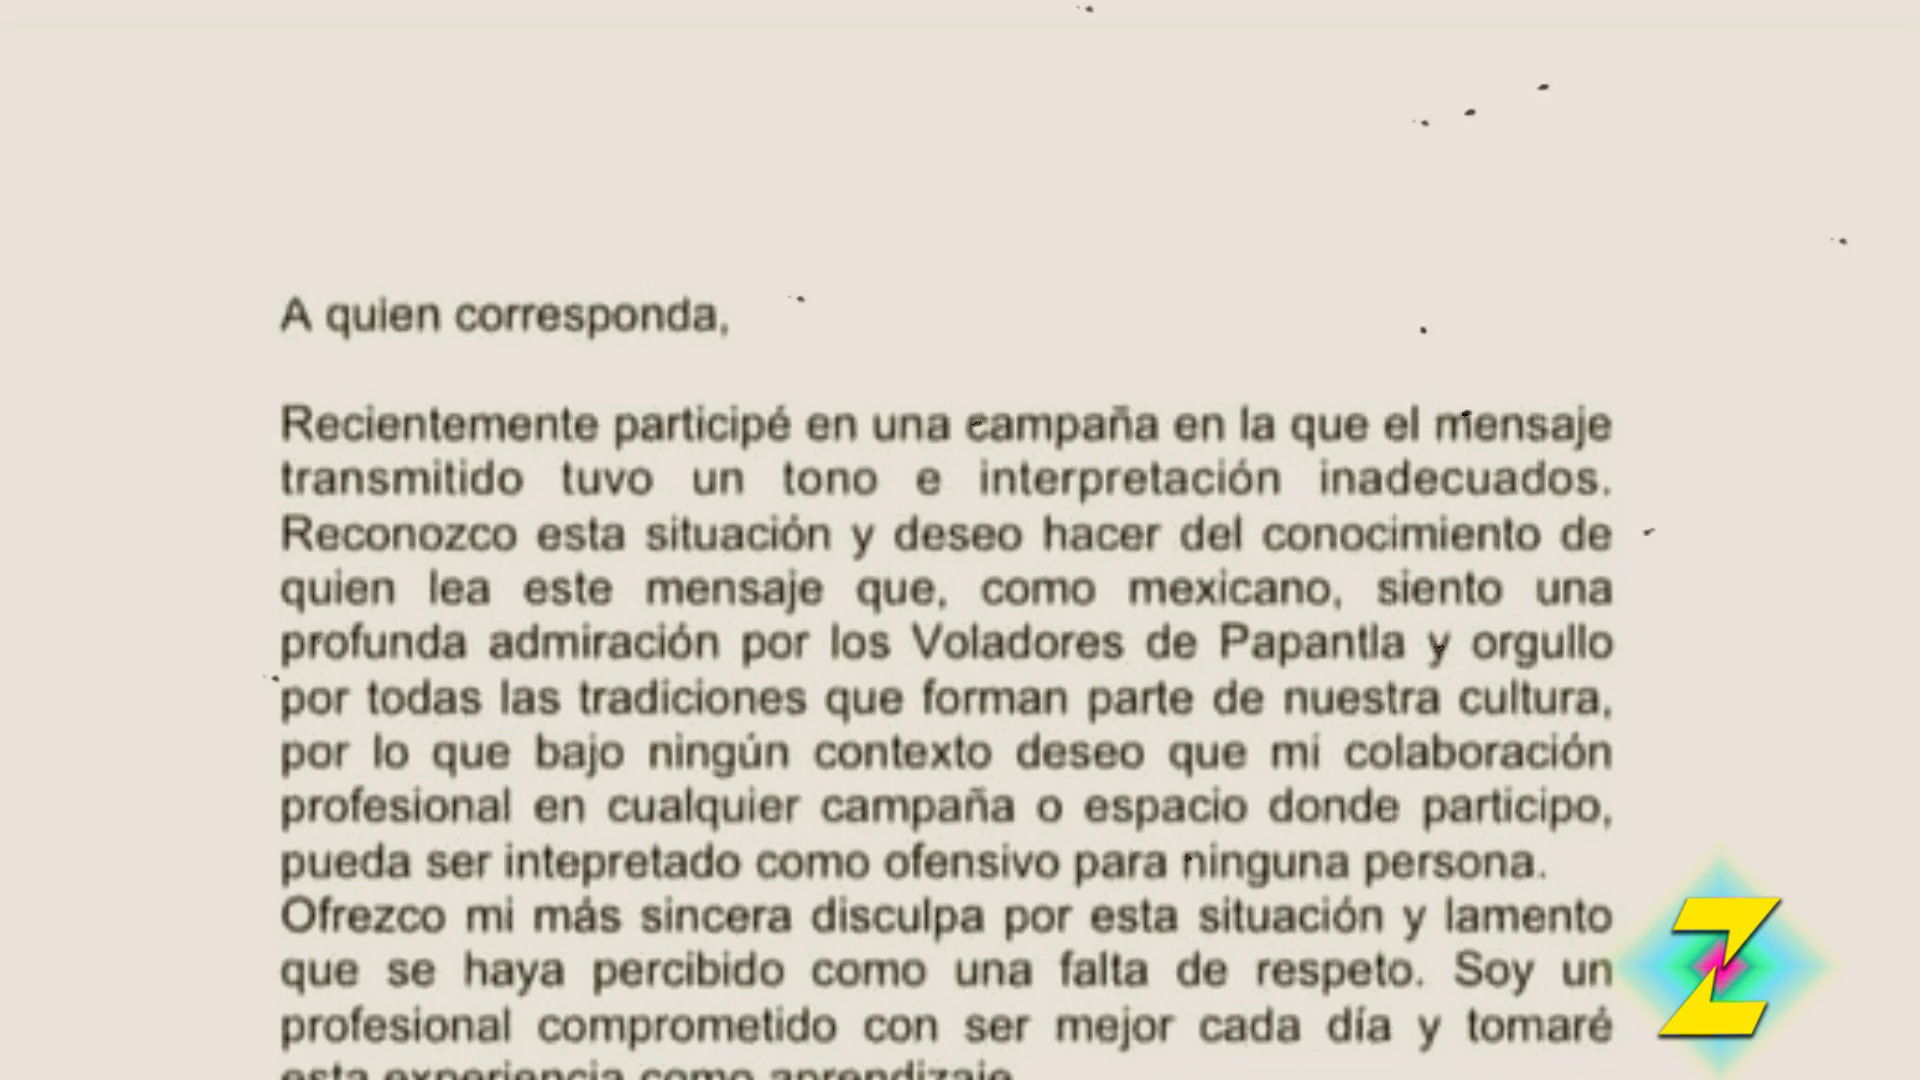 A quien corresponda,
Recientemente participé en una campaña en la que el mensaje
transmitido tuvo un tono e interpretación inadecuados.
Reconozco esta situación y deseo hacer del conocimiento de
quien lea este mensaje que, como mexicano, siento una
profunda admiración por los Voladores de Papantla y orgullo
por todas las tradiciones que forman parte de nuestra cultura,
por lo que bajo ningún contexto deseo que mi colaboración
profesional en cualquier campaña o espacio donde participo,
pueda ser intepretado como ofensivo para ninguna persona.
Ofrezco mi más sincera disculpa por esta situación y lamento
que se haya percibido como una falta de respeto. Soy un
profesional comprometido con ser mejor cada día y tomaré
esta experiencia como aprendizaje.
Z